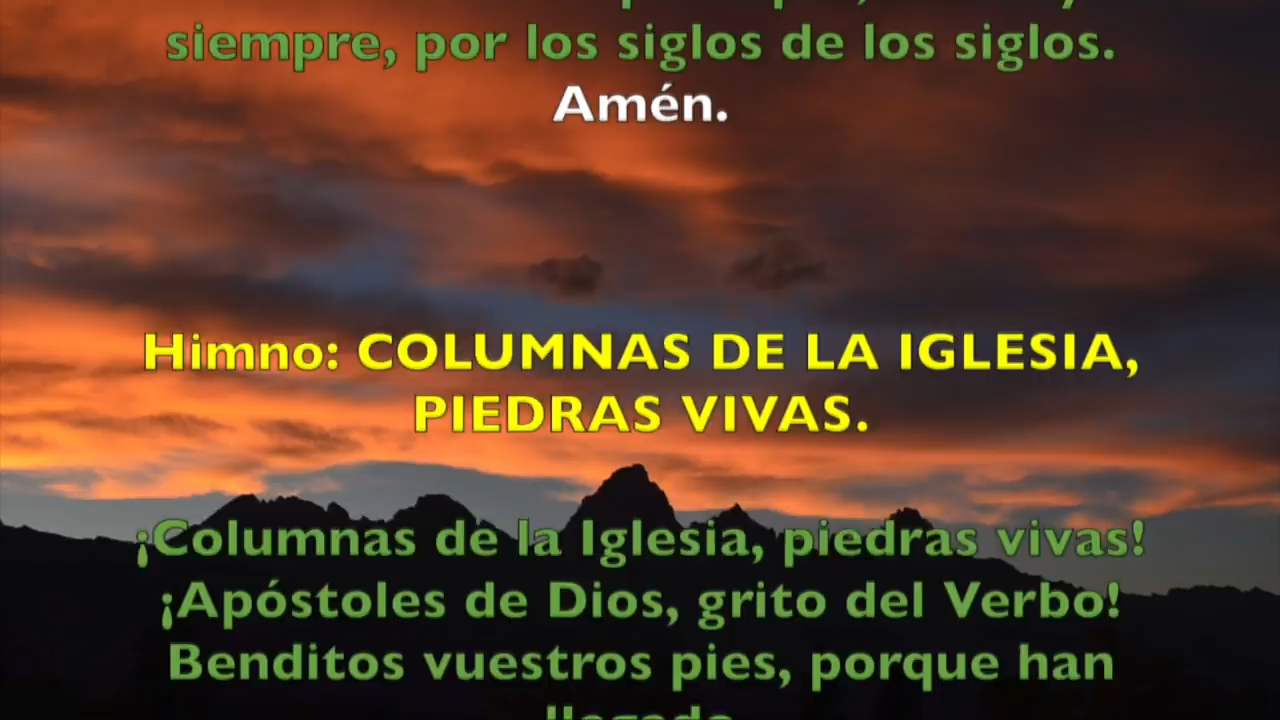 siempre, por los siglos de los siglos.
Amén.
Himno: COLUMNAS DE LA IGLESIA,
PIEDRAS VIVAS.
¡Columnas de la Iglesia, piedras vivas!
¡Apóstoles de Dios, grito del Verbo!
Benditos vuestros pies, porque han